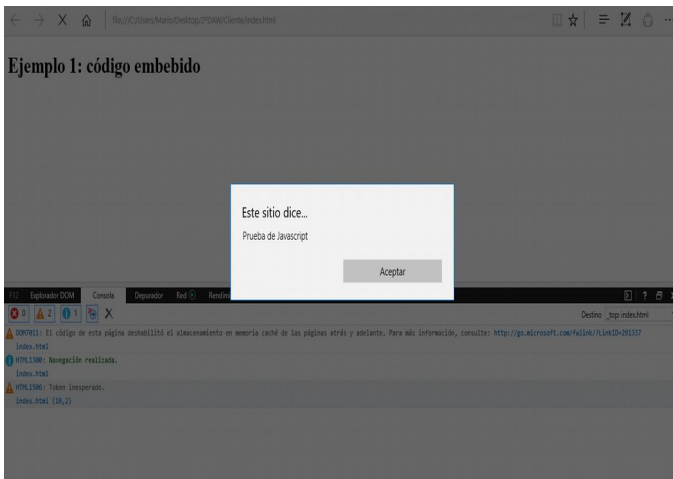 file:///C:/Users/Mario/Desktop/2ºDAW/Cliente/index.html
Ejemplo 1: código embebido
Este sitio dice...
Prueba de Javascript
Aceptar
F12 Explorador DOM Consola Depurador Red Rendim
0 2 1 Destino _top: index.html
DOM7011: El código de esta página deshabilitó el almacenamiento en memoria caché de las páginas atrás y adelante. Para más información, consulte: http://go.microsoft.com/fwlink/?LinkID=291337
index.html
HTML1300: Navegación realizada.
index.html
HTML1506: Token inesperado.
index.html (10,2)